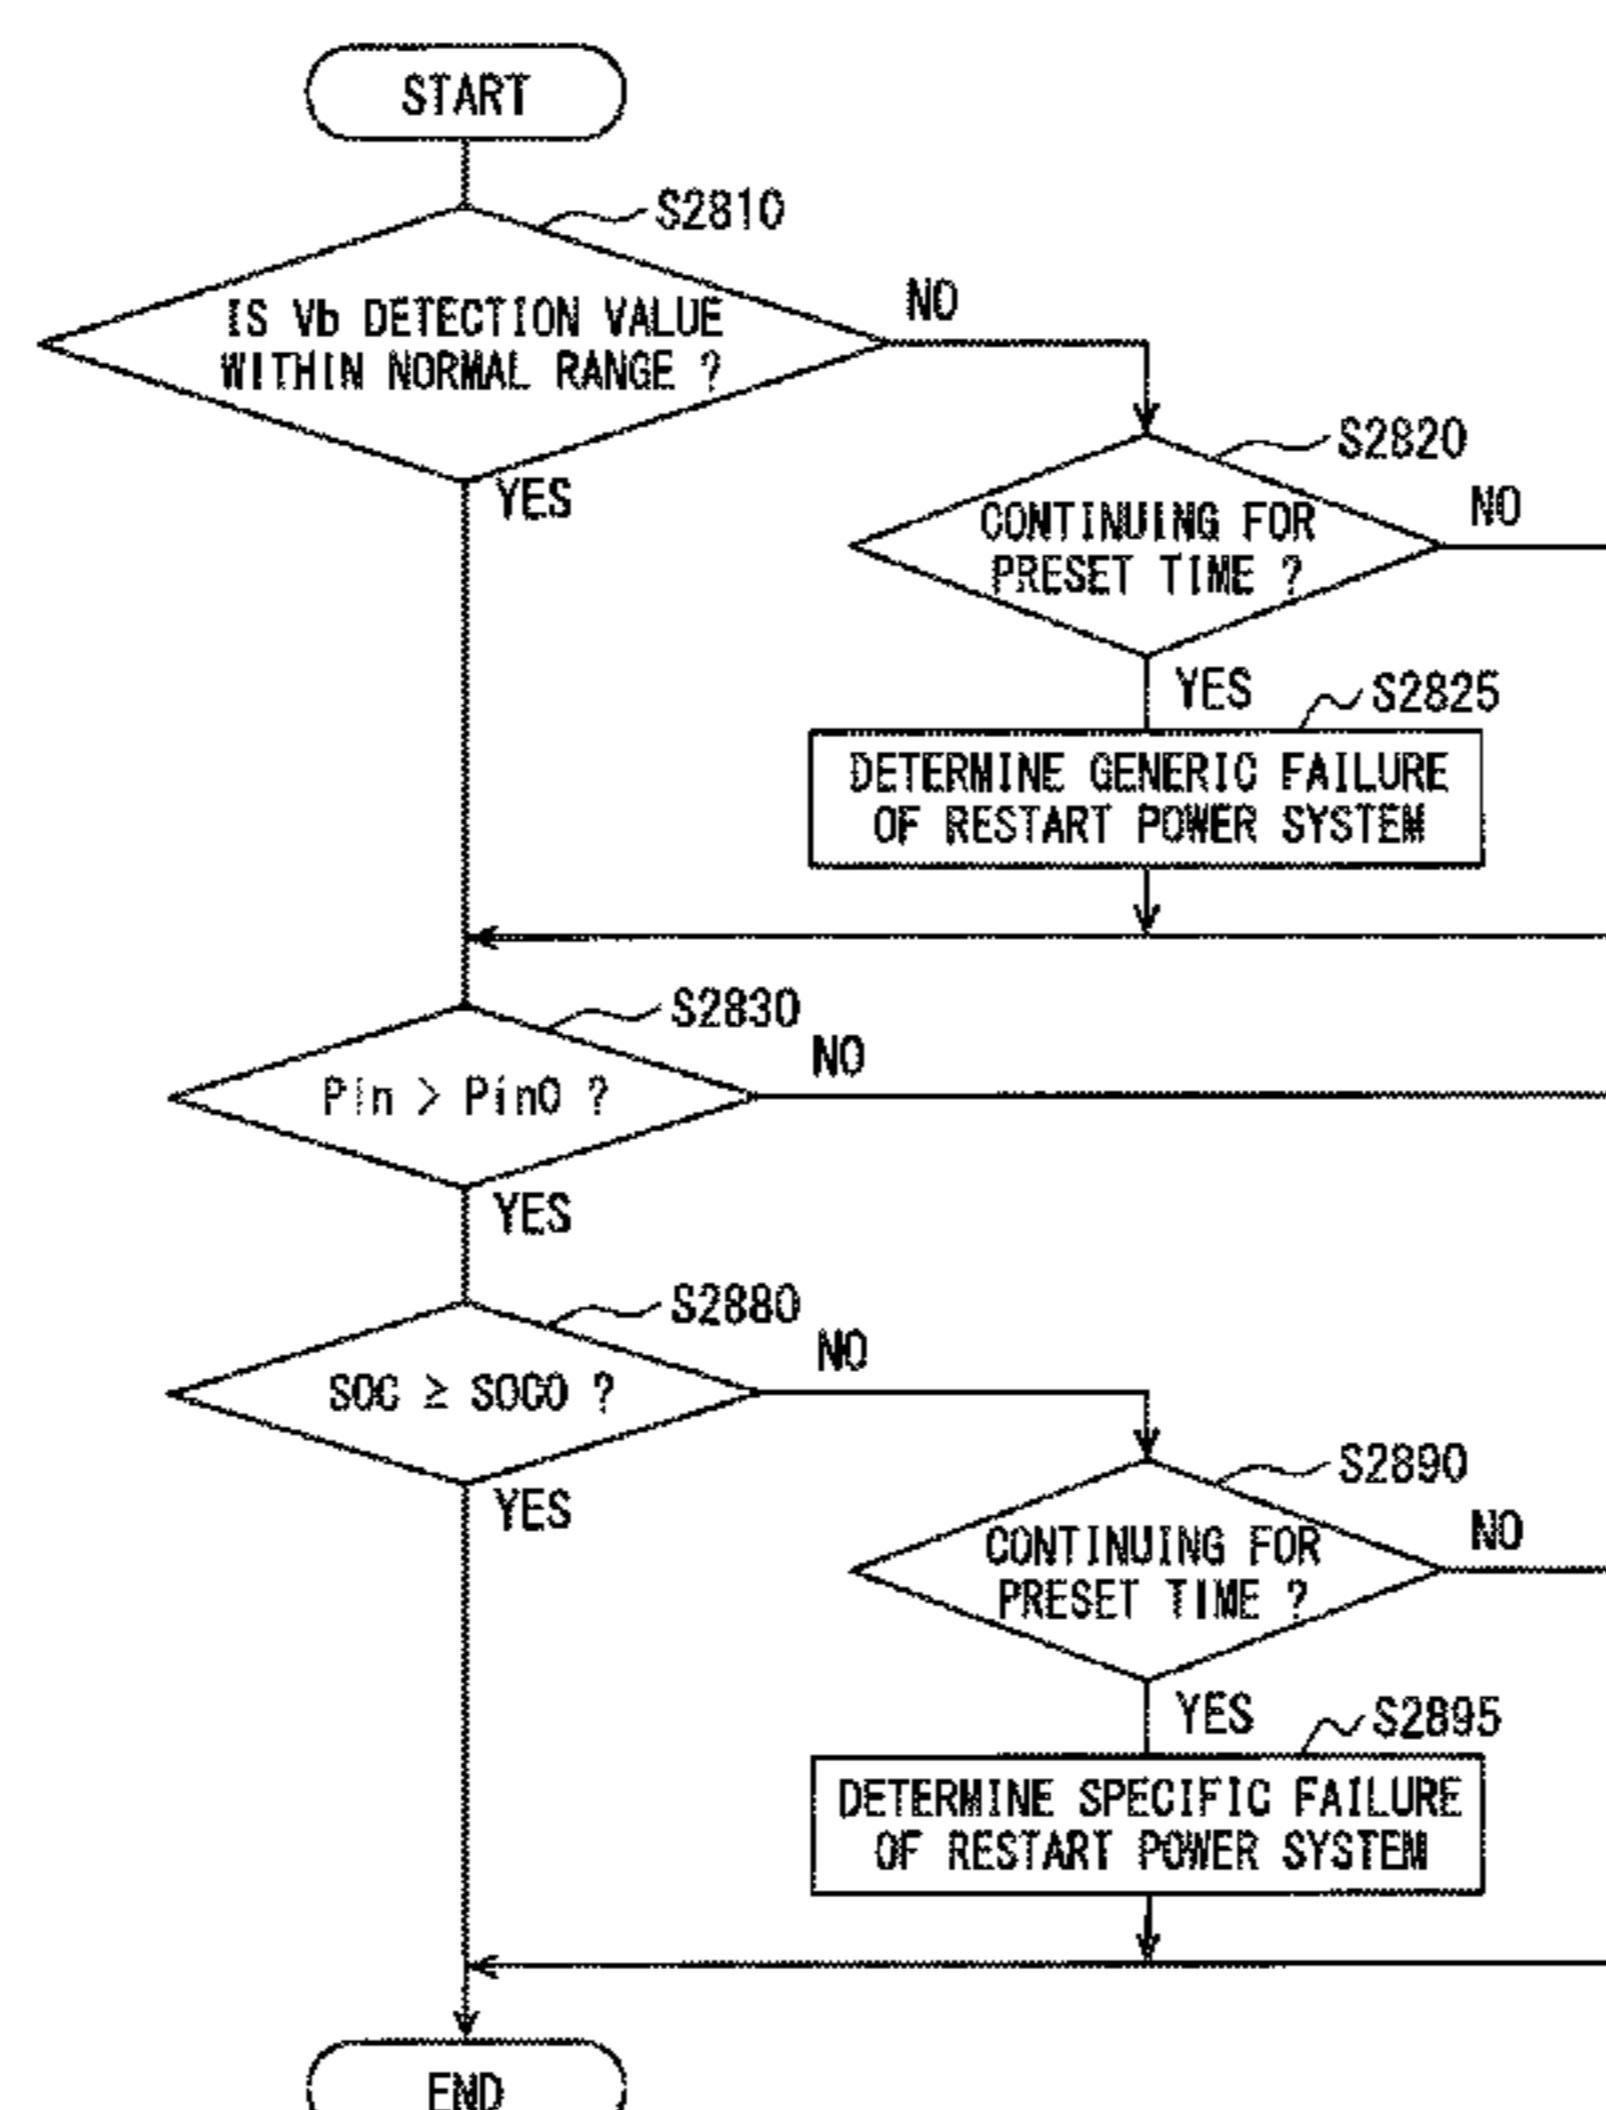 START
S2810
IS Vb DETECTION VALUE
WITHIN NORMAL RANGE ?
NO
YES
S2820
CONTINUING FOR
PRESET TIME ?
NO
YES
S2825
DETERMINE GENERIC FAILURE
OF RESTART POWER SYSTEM
S2830
Pin > Pin0 ?
NO
YES
S2880
SOC ≥ SOC0 ?
NO
YES
S2890
CONTINUING FOR
PRESET TIME ?
NO
YES
S2895
DETERMINE SPECIFIC FAILURE
OF RESTART POWER SYSTEM
END